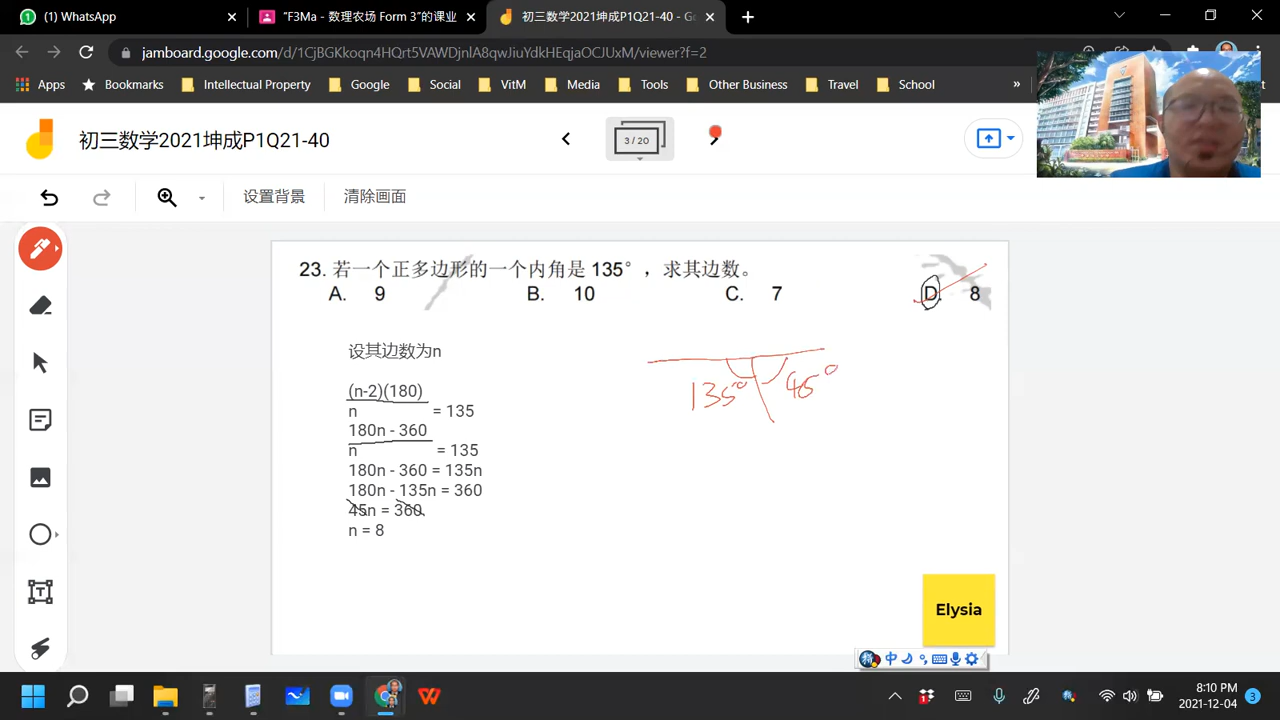 (1) WhatsApp
"F3Ma - 数理农场 Form 3"的课业
初三数学2021坤成P1Q21-40 - Go
Apps
Bookmarks
Intellectual Property
Google
Social
VitM
Media
Tools
Other Business
Travel
School
»
初三数学2021坤成P1Q21-40
3 / 20
设置背景
清除画面
23. 若一个正多边形的一个内角是 135°，求其边数。
A. 9 B. 10 C. 7 D. 8
设其边数为n
(n-2)(180)
n = 135
180n - 360
n = 135
180n - 360 = 135n
180n - 135n = 360
45n = 360
n = 8
135° 45°
Elysia
中
8:10 PM
2021-12-04
3